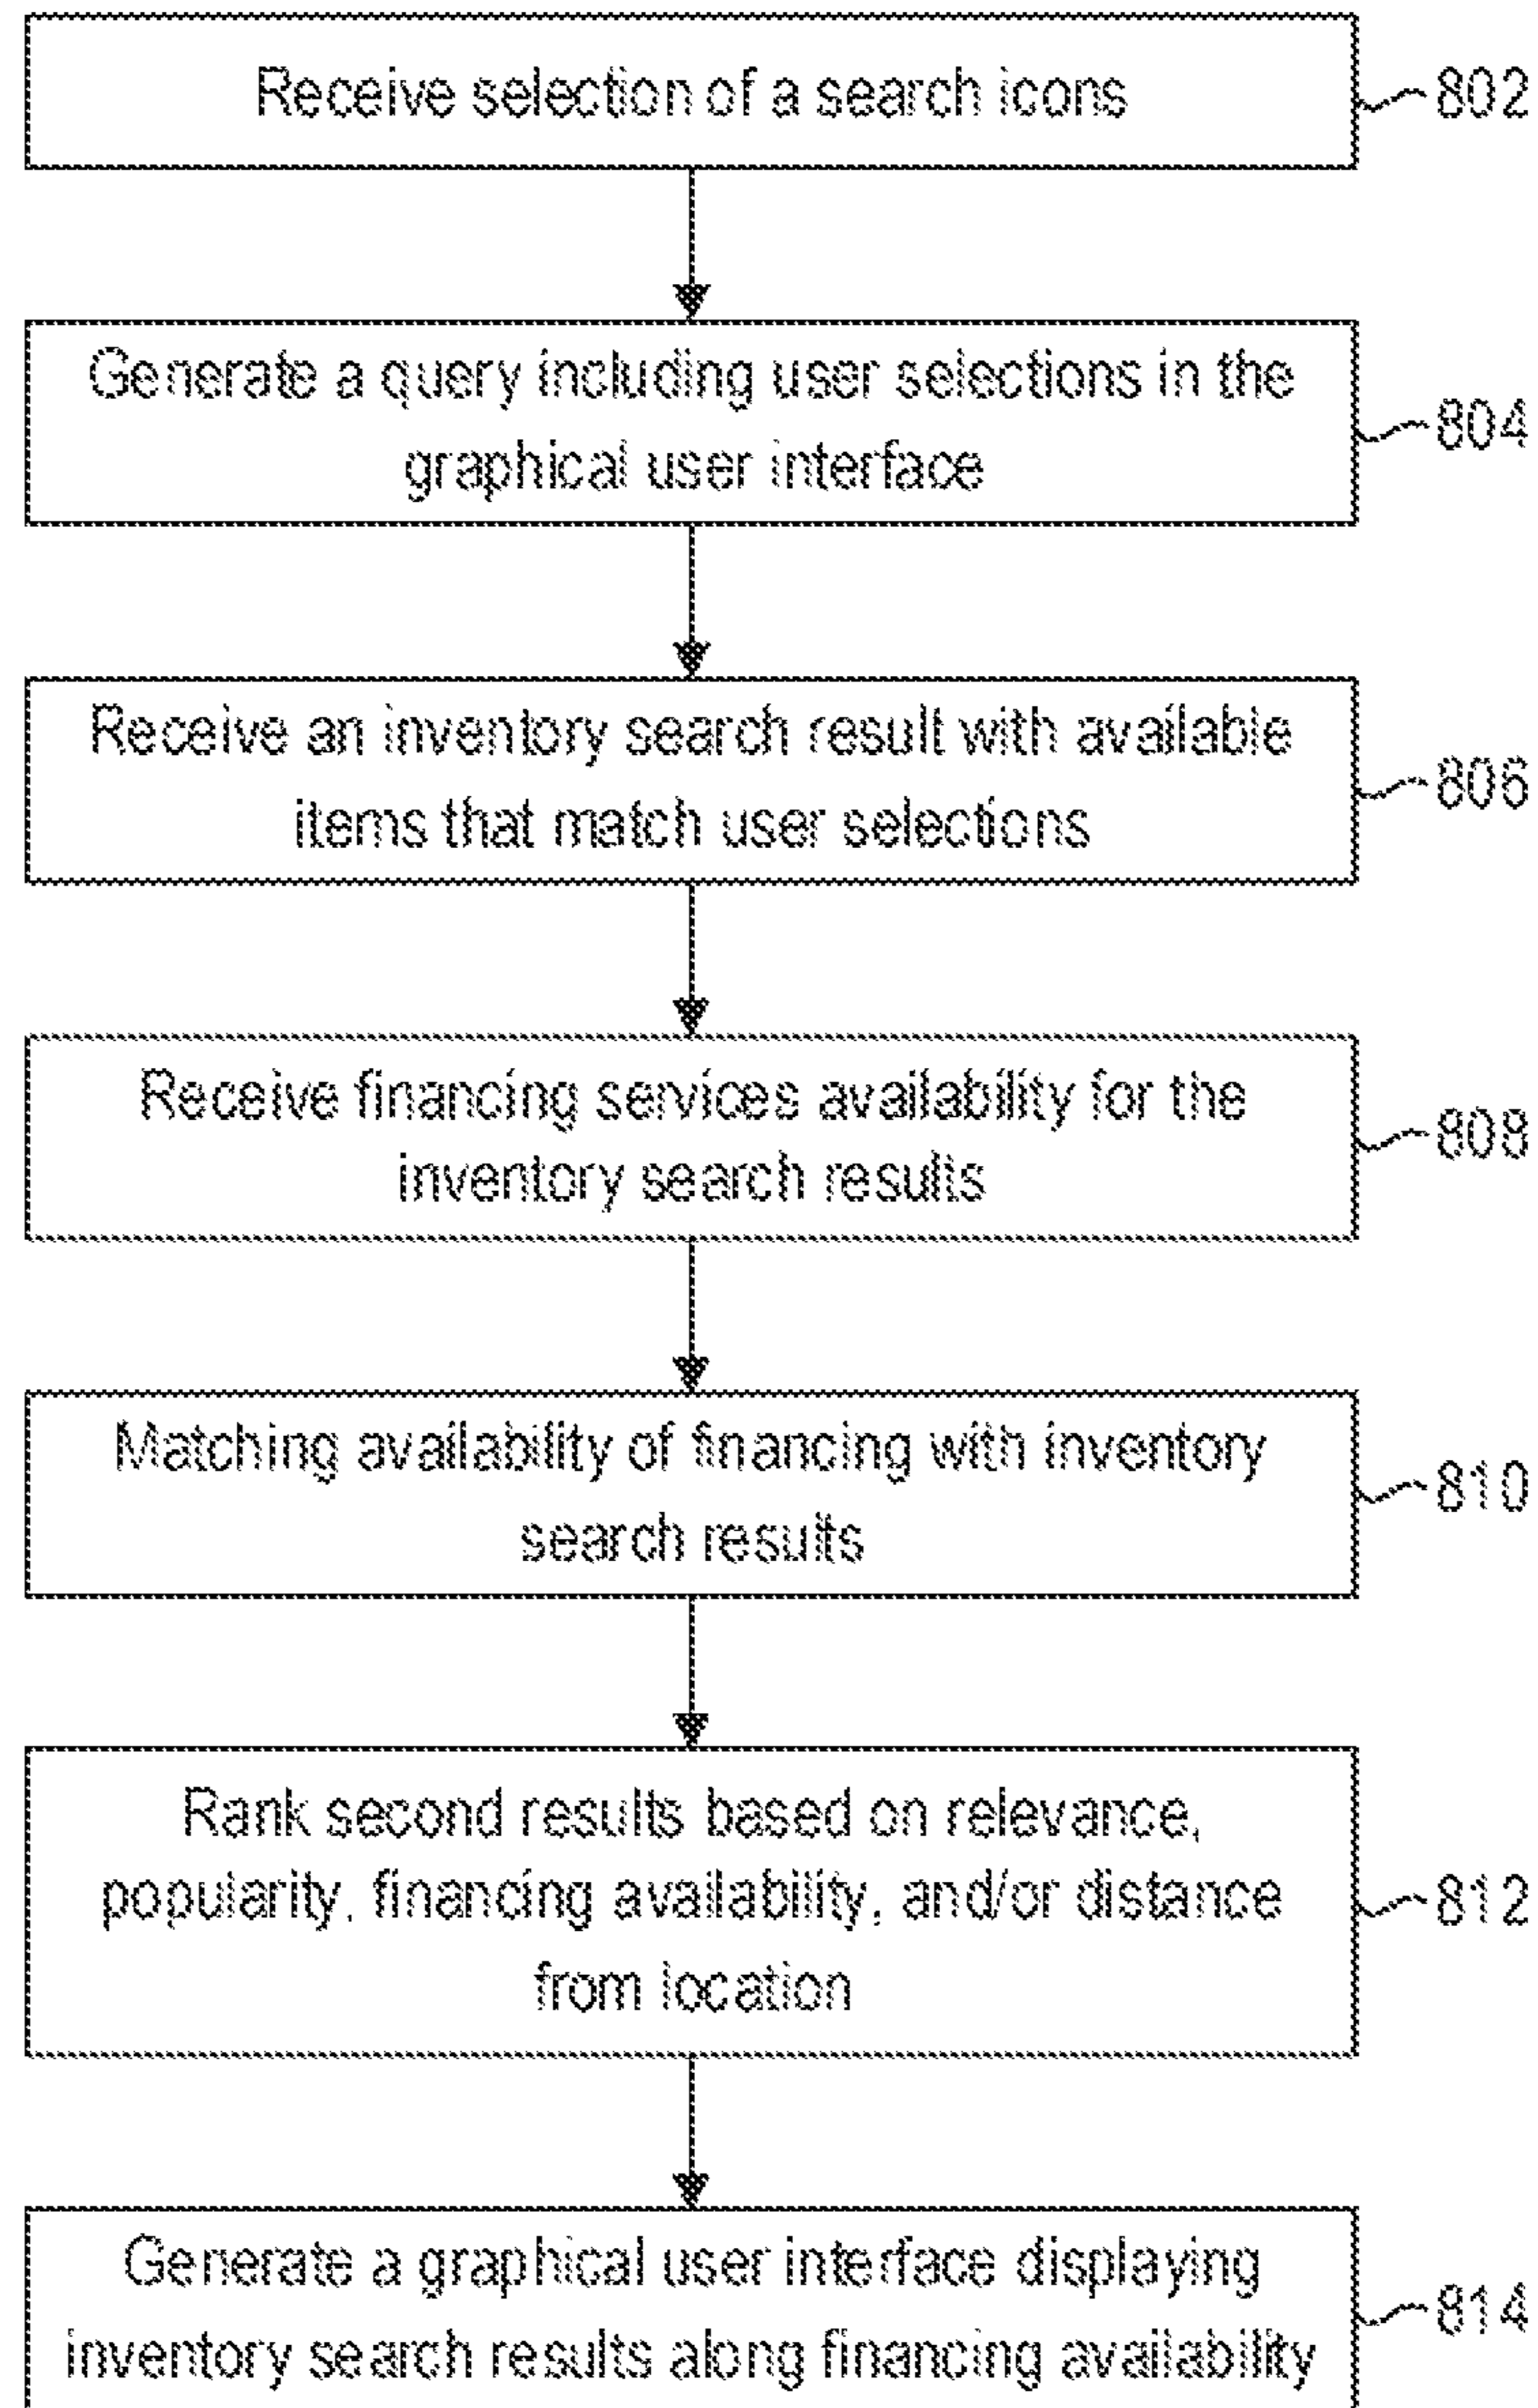 Receive selection of a search icons
802
Generate a query including user selections in the
graphical user interface
804
Receive an inventory search result with available
items that match user selections
806
Receive financing services availability for the
inventory search results
808
Matching availability of financing with inventory
search results
810
Rank second results based on relevance,
popularity, financing availability, and/or distance
from location
812
Generate a graphical user interface displaying
inventory search results along financing availability
814